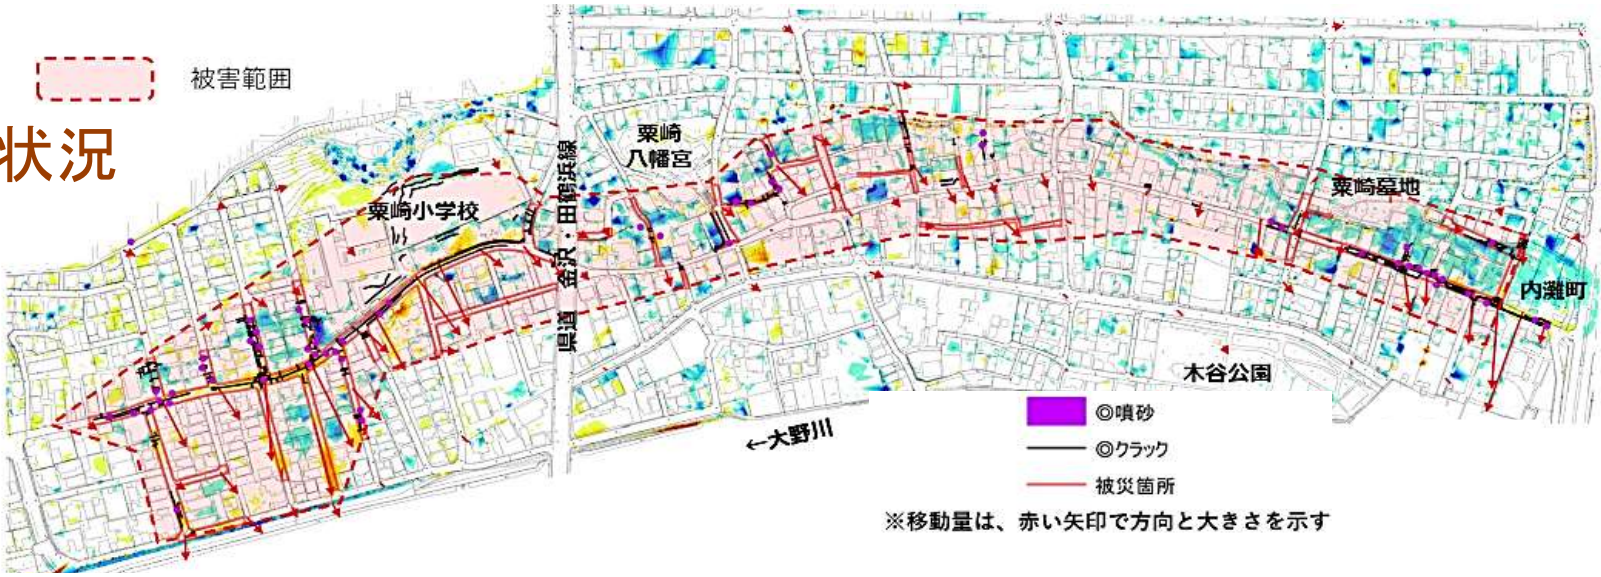 被害範囲
状況
粟崎
八幡宮
粟崎小学校
県道 金沢・田鶴浜線
粟崎墓地
内灘町
木谷公園
←大野川
◎噴砂
◎クラック
被災箇所
※移動量は、赤い矢印で方向と大きさを示す